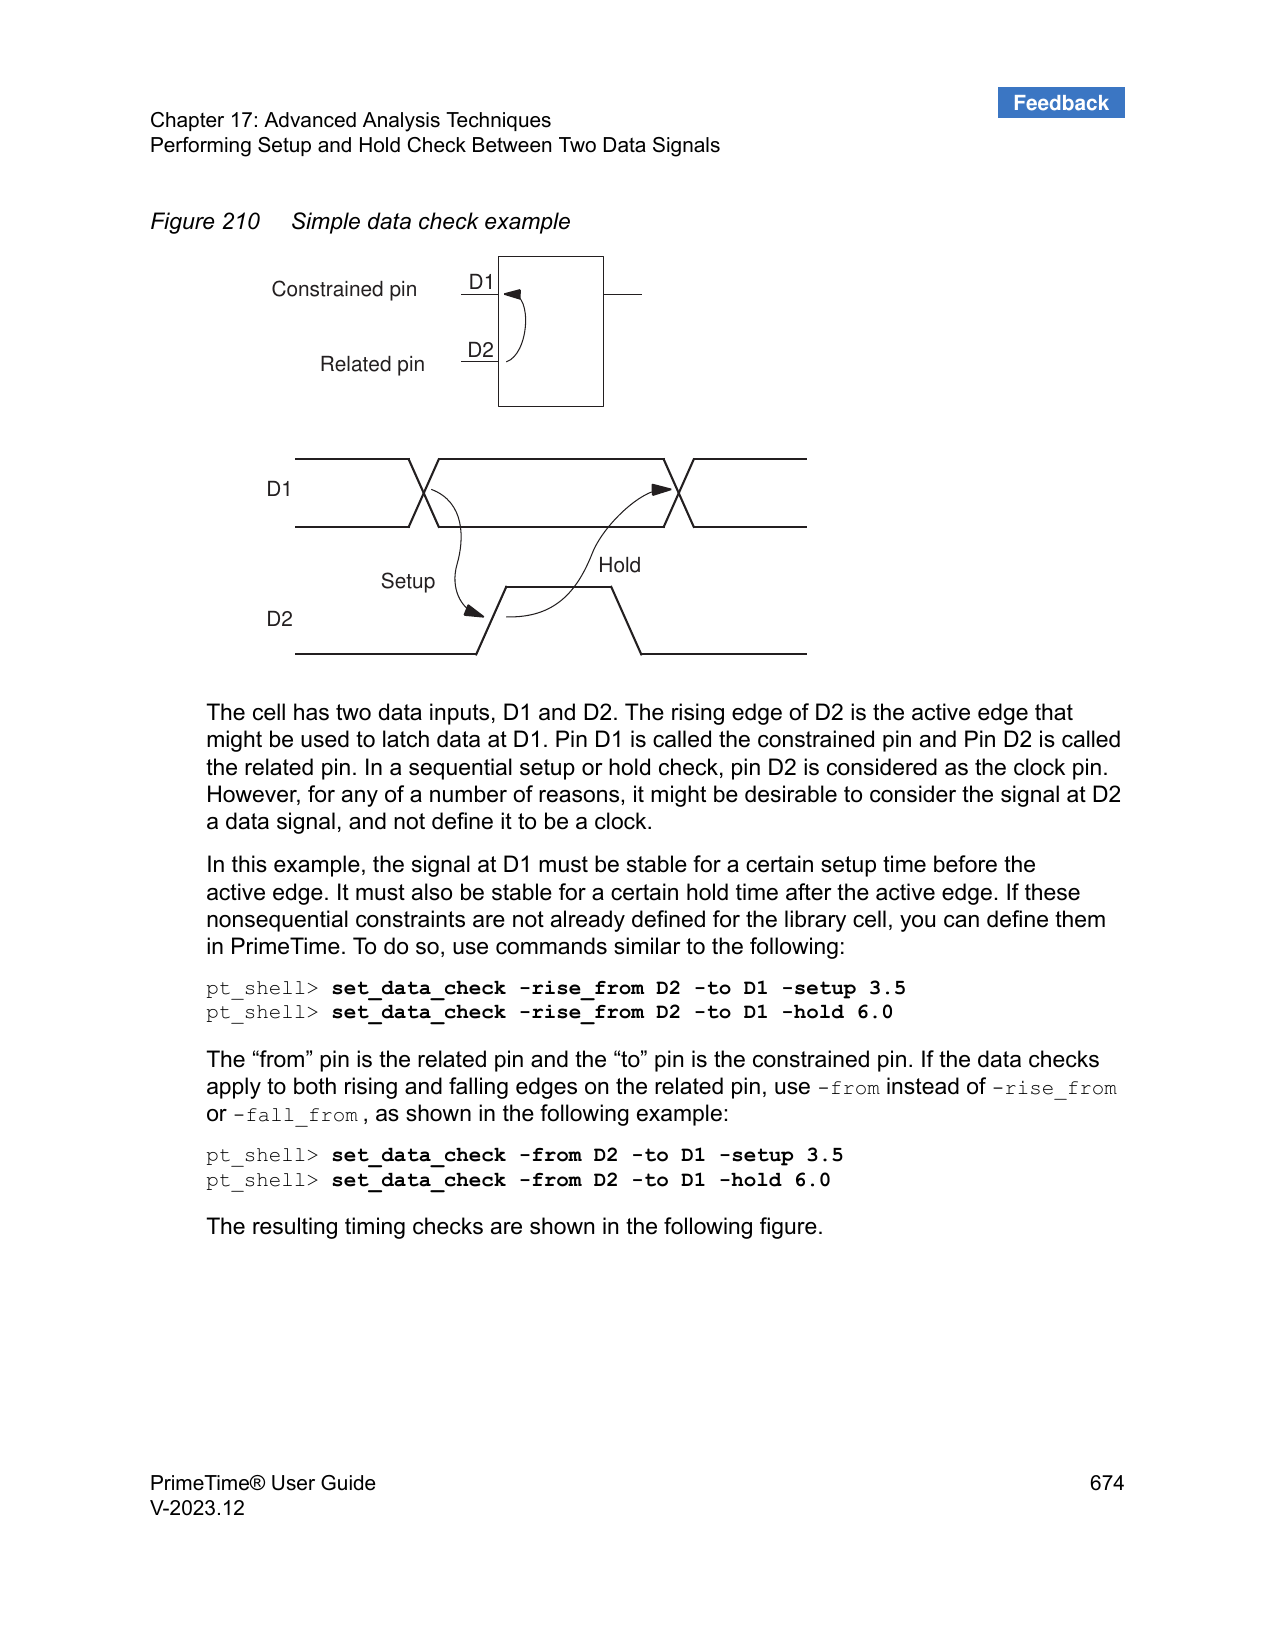 Feedback
Chapter 17: Advanced Analysis Techniques
Performing Setup and Hold Check Between Two Data Signals
Figure 210 Simple data check example
Constrained pin
D1
D2
Related pin
D1
Hold
Setup
D2
The cell has two data inputs, D1 and D2. The rising edge of D2 is the active edge that
might be used to latch data at D1. Pin D1 is called the constrained pin and Pin D2 is called
the related pin. In a sequential setup or hold check, pin D2 is considered as the clock pin.
However, for any of a number of reasons, it might be desirable to consider the signal at D2
a data signal, and not define it to be a clock.
In this example, the signal at D1 must be stable for a certain setup time before the
active edge. It must also be stable for a certain hold time after the active edge. If these
nonsequential constraints are not already defined for the library cell, you can define them
in PrimeTime. To do so, use commands similar to the following:
pt_shell> set_data_check -rise_from D2 -to D1 -setup 3.5
pt_shell> set_data_check -rise_from D2 -to D1 -hold 6.0
The “from” pin is the related pin and the “to” pin is the constrained pin. If the data checks
apply to both rising and falling edges on the related pin, use -from instead of -rise_from
or -fall_from , as shown in the following example:
pt_shell> set_data_check -from D2 -to D1 -setup 3.5
pt_shell> set_data_check -from D2 -to D1 -hold 6.0
The resulting timing checks are shown in the following figure.
PrimeTime® User Guide 674
V-2023.12